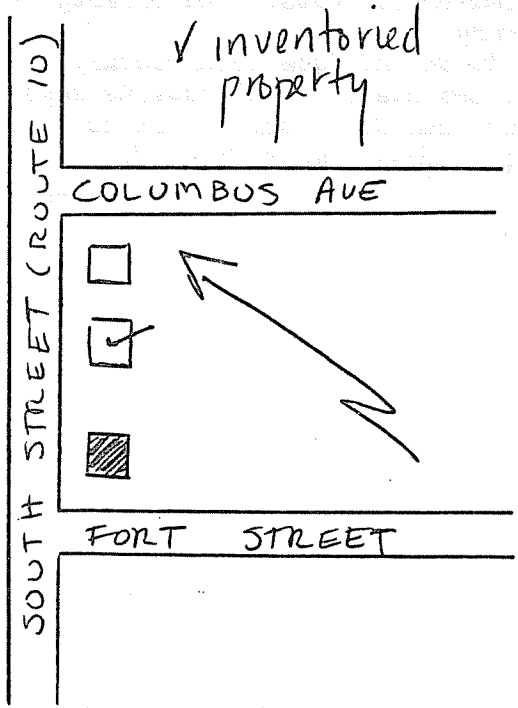 ✓ inventoried
property
COLUMBUS AVE
SOUTH STREET (ROUTE 10)
FORT STREET